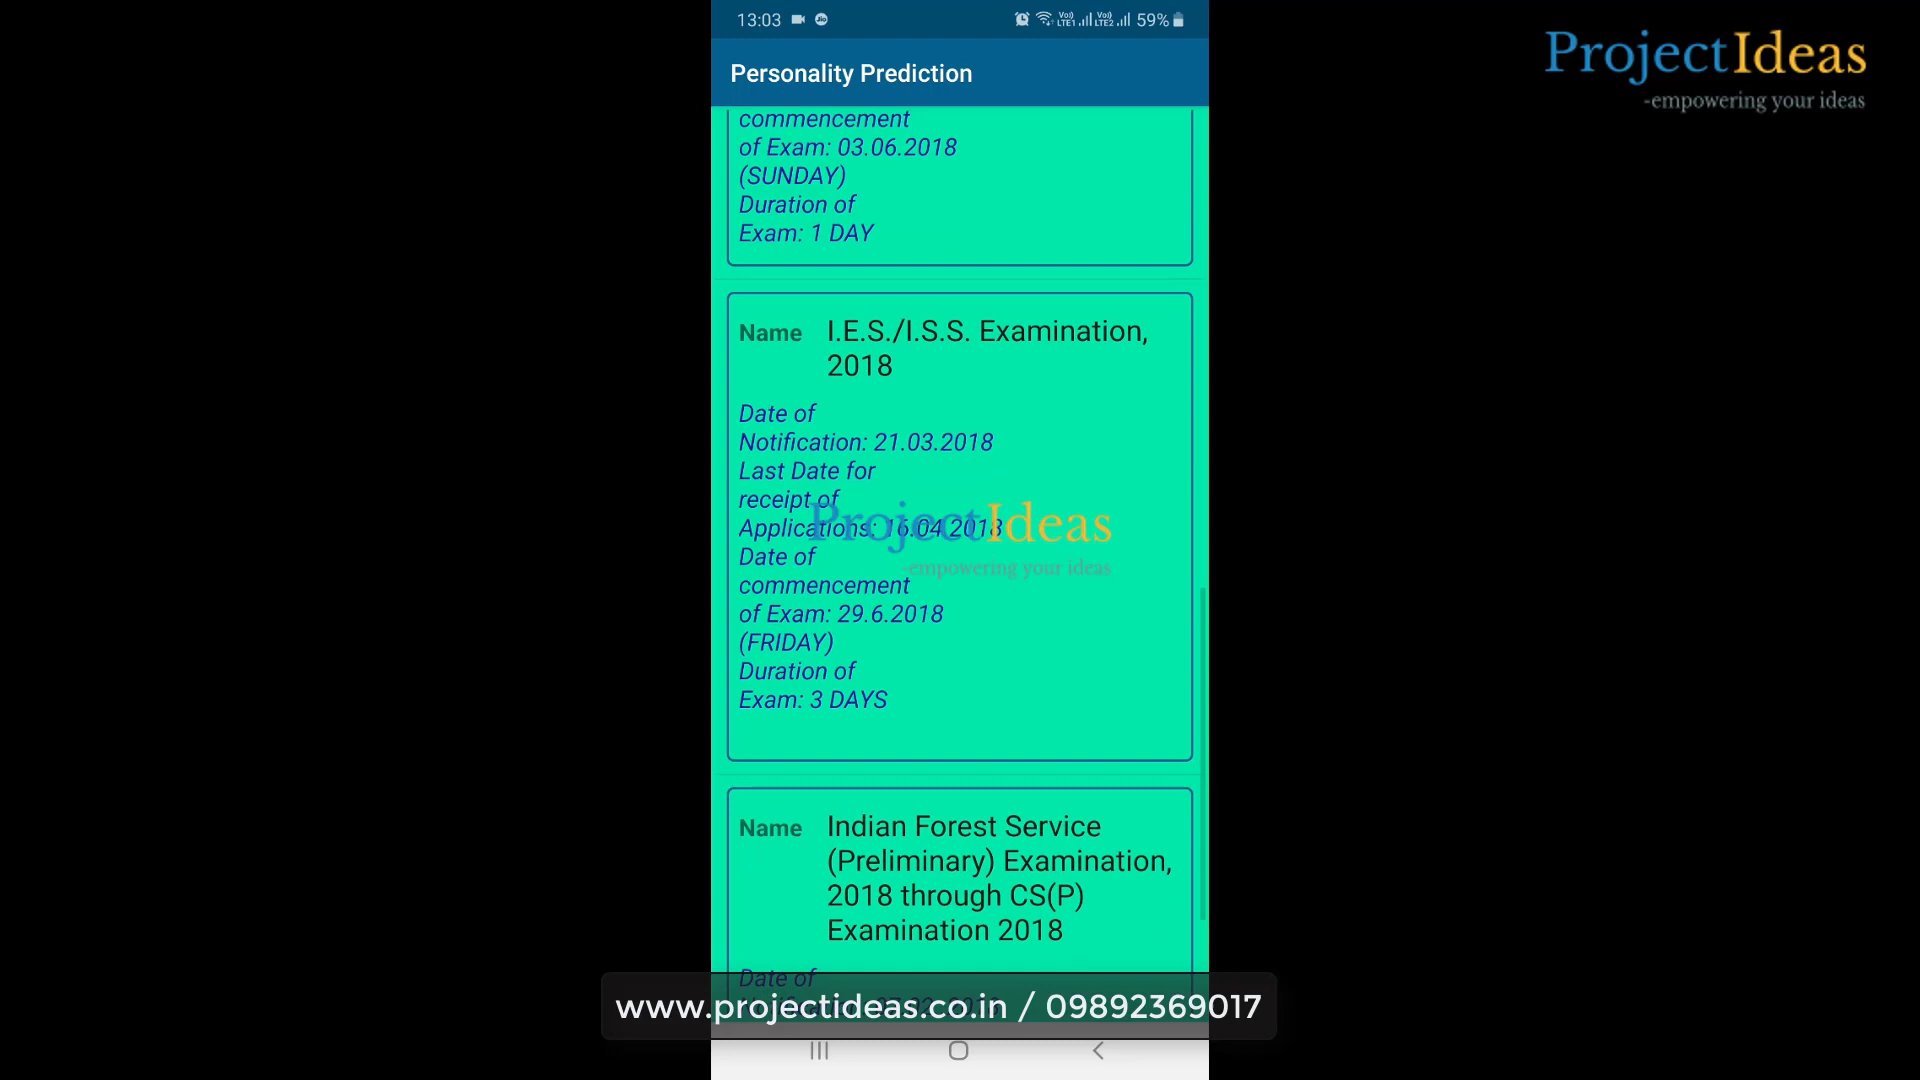 13:03
59%
ProjectIdeas
-empowering your ideas
Personality Prediction
commencement
of Exam: 03.06.2018
(SUNDAY)
Duration of
Exam: 1 DAY
Name I.E.S./I.S.S. Examination,
2018
Date of
Notification: 21.03.2018
Last Date for
receipt of
Applications: 16.04.2018
ProjectIdeas
-empowering your ideas
Date of
commencement
of Exam: 29.6.2018
(FRIDAY)
Duration of
Exam: 3 DAYS
Name Indian Forest Service
(Preliminary) Examination,
2018 through CS(P)
Examination 2018
Date of
www.projectideas.co.in / 09892369017